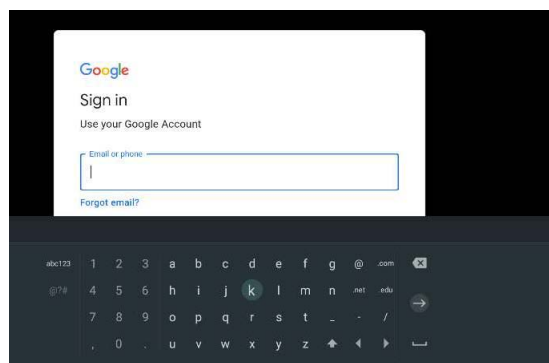 Google
Sign in
Use your Google Account
Email or phone
Forgot email?
abc123 1 2 3 a b c d e f g @ .com
@?# 4 5 6 h i j k l m n .net .edu
7 8 9 o p q r s t _ - /
, 0 . u v w x y z